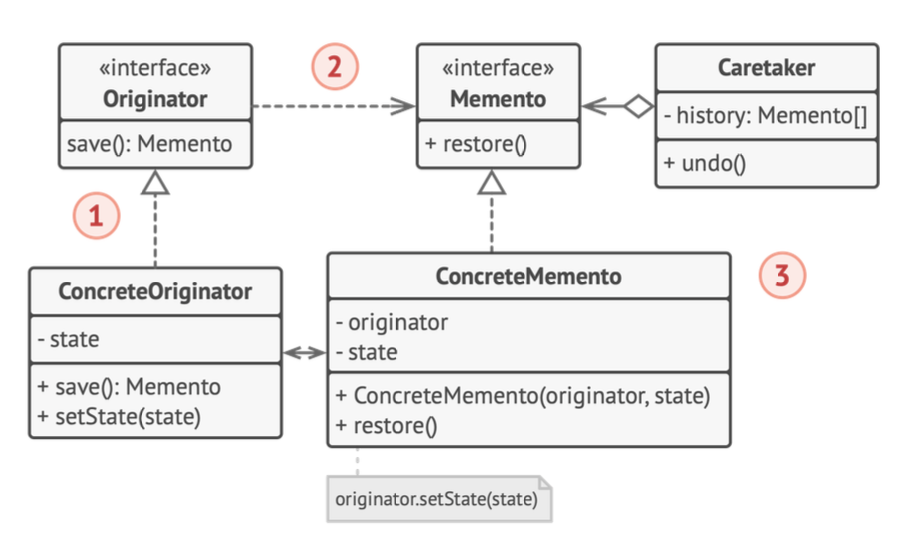 «interface»
Originator
save(): Memento
2
«interface»
Memento
+ restore()
Caretaker
- history: Memento[]
+ undo()
1
ConcreteOriginator
- state
+ save(): Memento
+ setState(state)
ConcreteMemento
- originator
- state
+ ConcreteMemento(originator, state)
+ restore()
3
originator.setState(state)